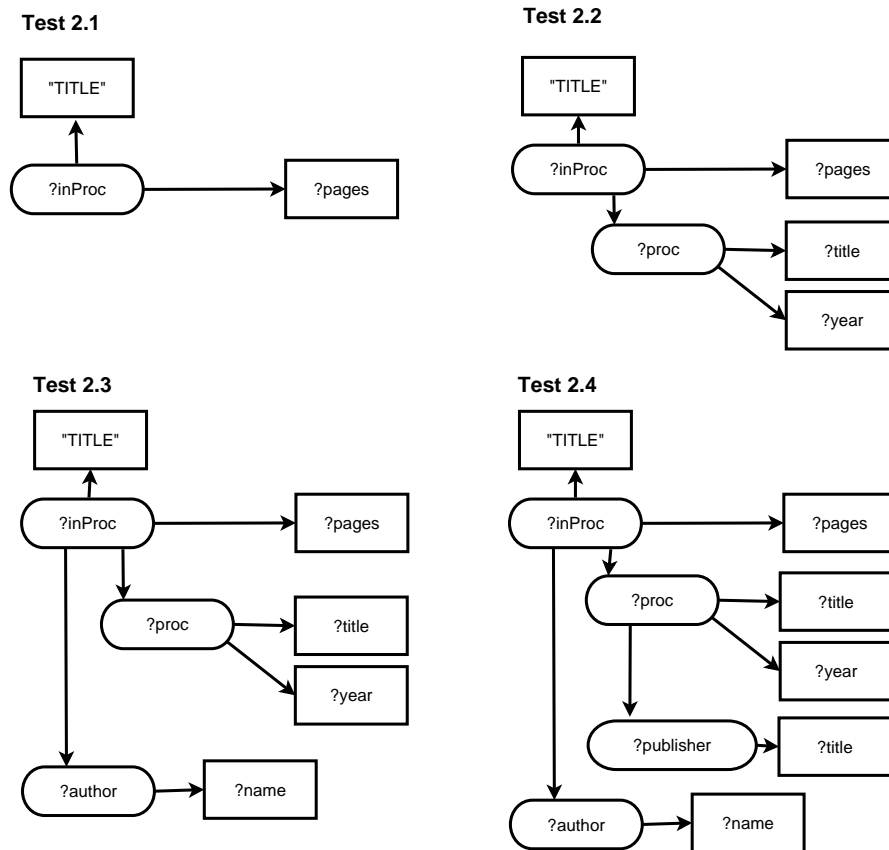 Test 2.1
"TITLE"
?inProc
?pages
Test 2.2
"TITLE"
?inProc
?pages
?proc
?title
?year
Test 2.3
"TITLE"
?inProc
?pages
?proc
?title
?year
?author
?name
Test 2.4
"TITLE"
?inProc
?pages
?proc
?title
?year
?publisher
?title
?author
?name